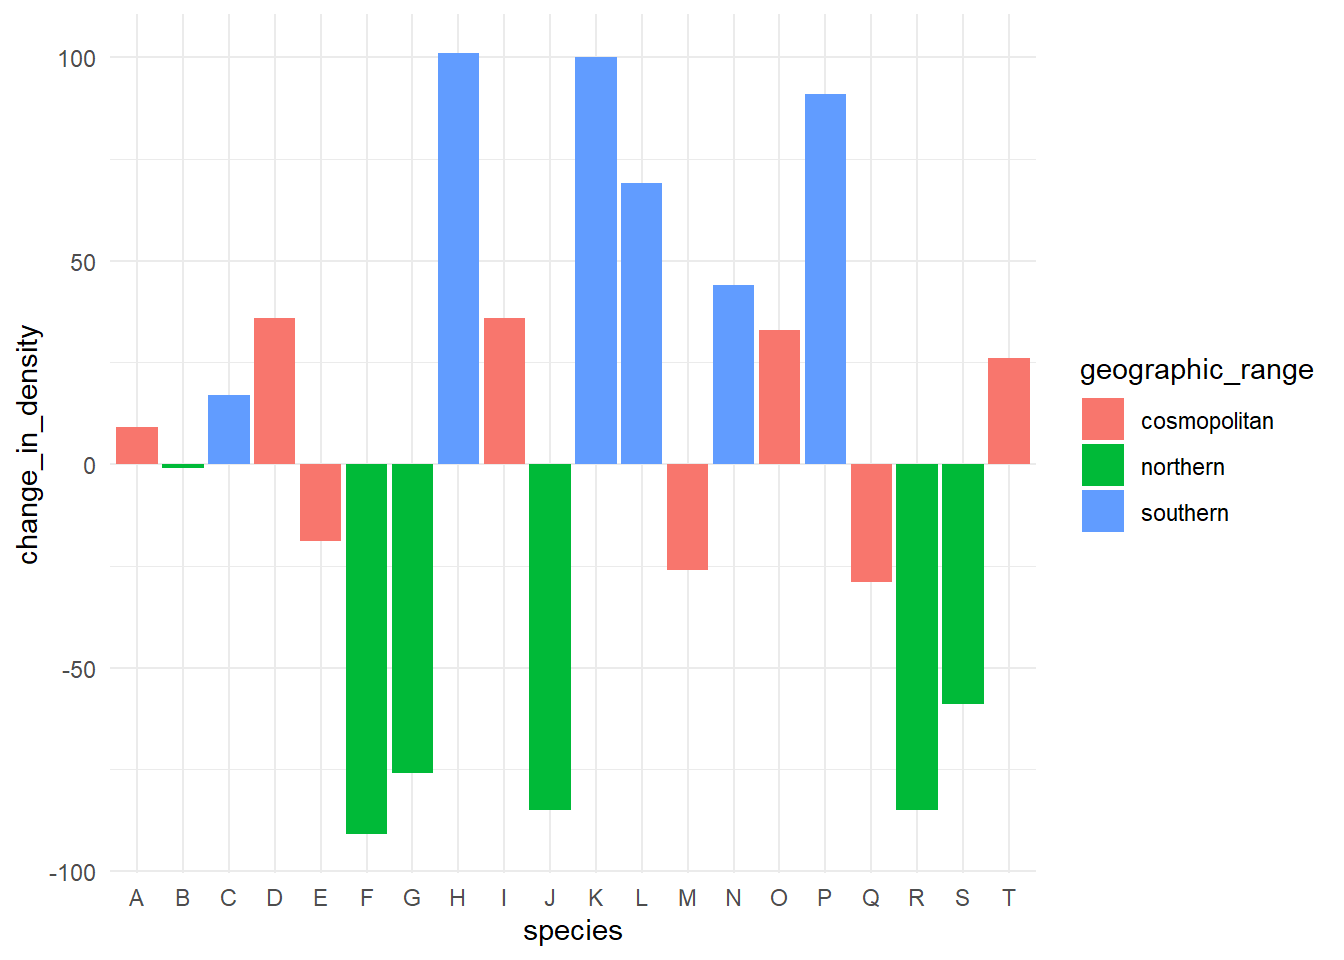 change_in_density
100
50
0
-50
-100
A B C D E F G H I J K L M N O P Q R S T
species
geographic_range
cosmopolitan
northern
southern